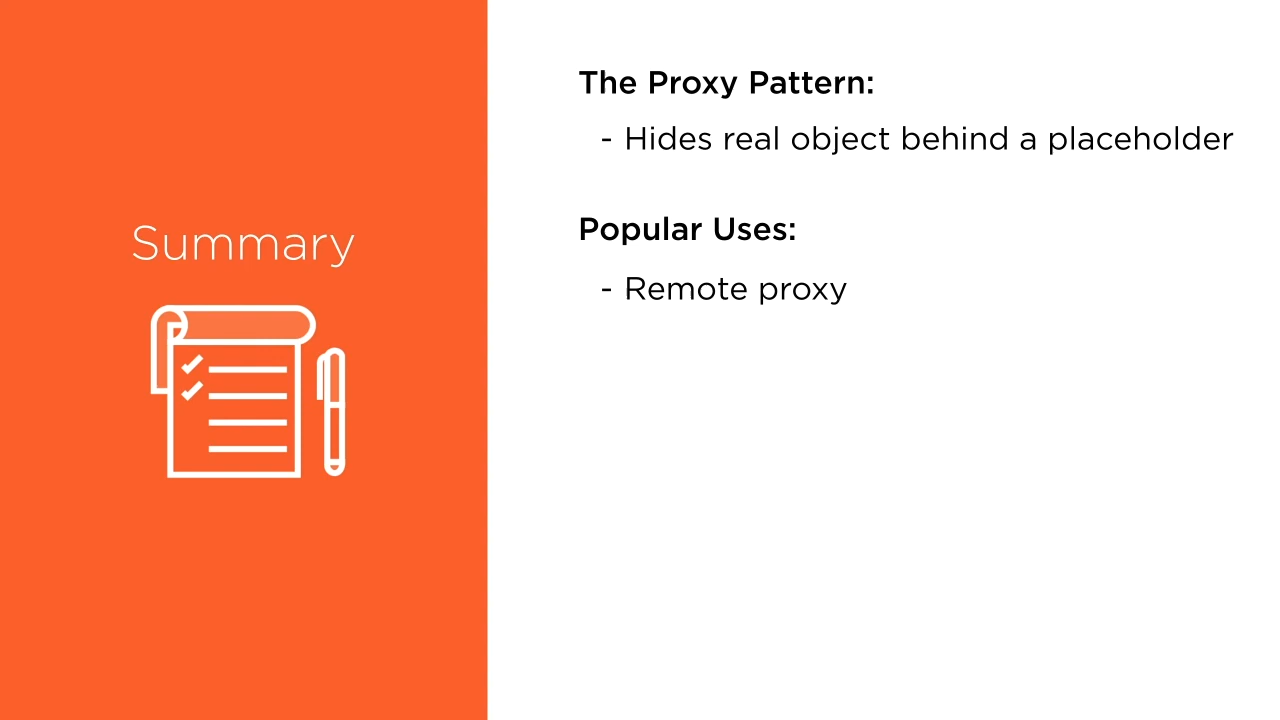 Summary
The Proxy Pattern:
- Hides real object behind a placeholder
Popular Uses:
- Remote proxy